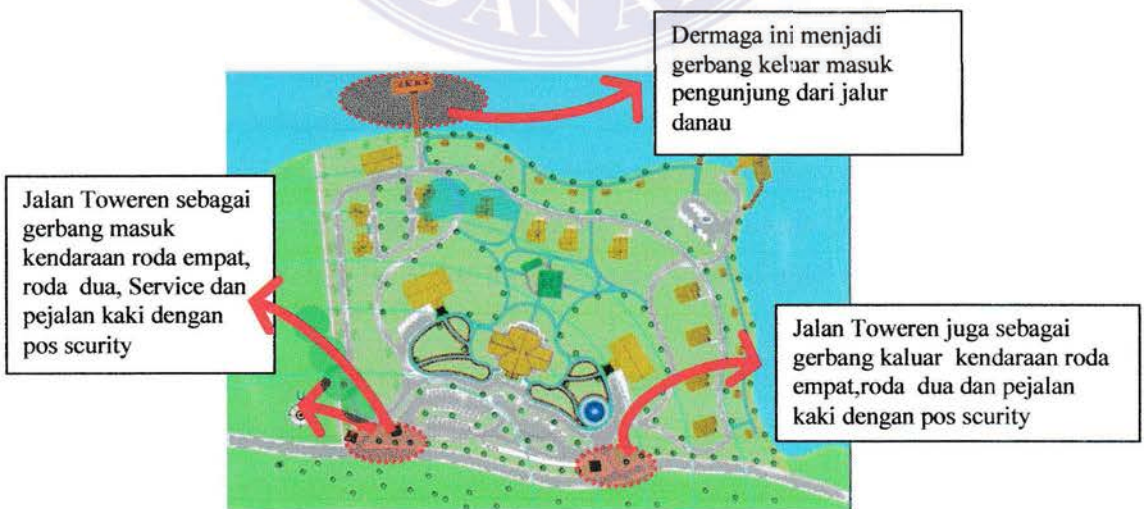 DAN A
Dermaga ini menjadi
gerbang keluar masuk
pengunjung dari jalur
danau
Jalan Toweren sebagai
gerbang masuk
kendaraan roda empat,
roda dua, Service dan
pejalan kaki dengan
pos scurity
Jalan Toweren juga sebagai
gerbang kaluar kendaraan roda
empat,roda dua dan pejalan
kaki dengan pos scurity